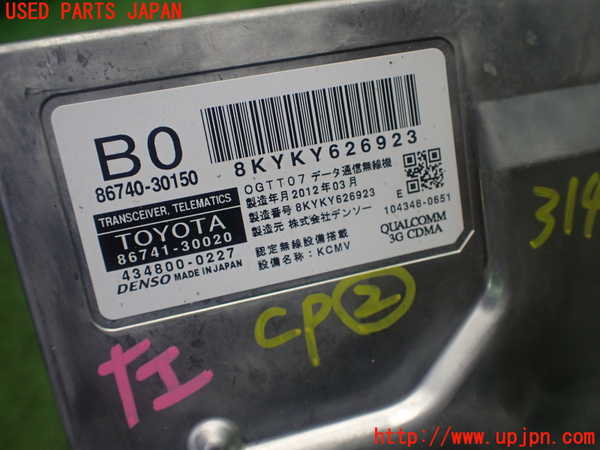 USED PARTS JAPAN
B0
86740-30150
8KYKY626923
TRANSCEIVER, TELEMATICS
TOYOTA
86741-30020
434800-0227
DENSO MADE IN JAPAN
OGTT07 データ通信無線機
製造年月 2012年03月
製造番号 8KYKY626923
製造元 株式会社デンソー
認定無線設備搭載
設備名称:KCMV
E
104348-0651
QUALCOMM
3G CDMA
314
CP②
http://www.upjpn.com/